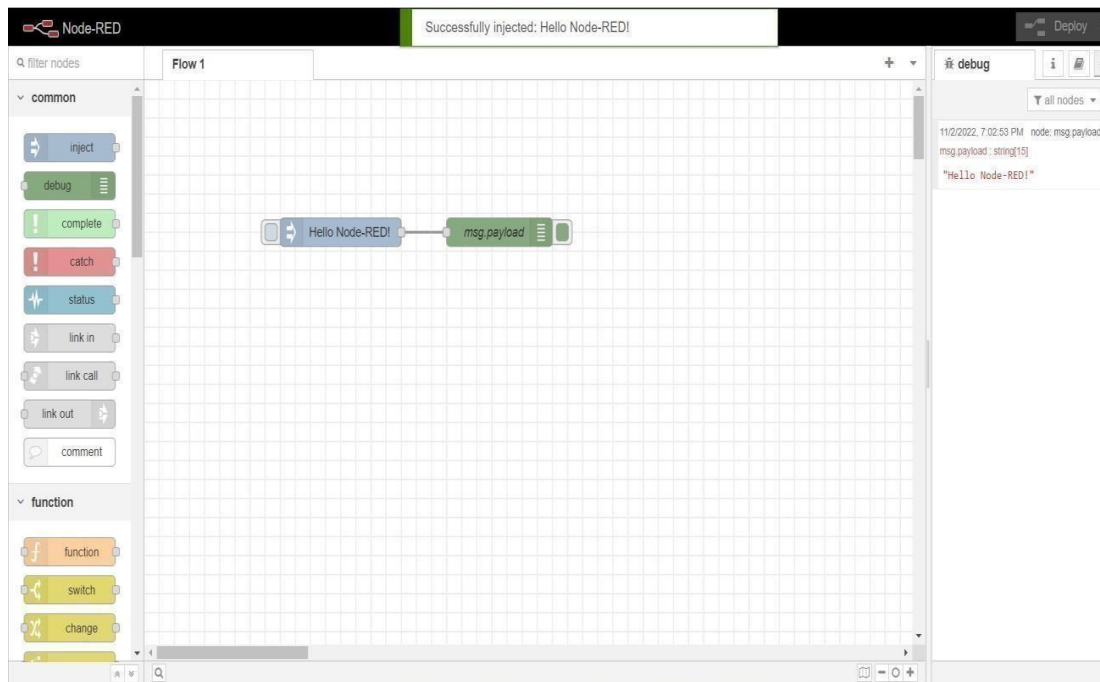 Node-RED
Successfully injected: Hello Node-RED!
Deploy
filter nodes
Flow 1
debug
i
all nodes
common
inject
debug
complete
catch
status
link in
link call
link out
comment
function
function
switch
change
Hello Node-RED!
msg.payload
11/2/2022, 7:02:53 PM node: msg.payload
msg.payload : string[15]
"Hello Node-RED!"